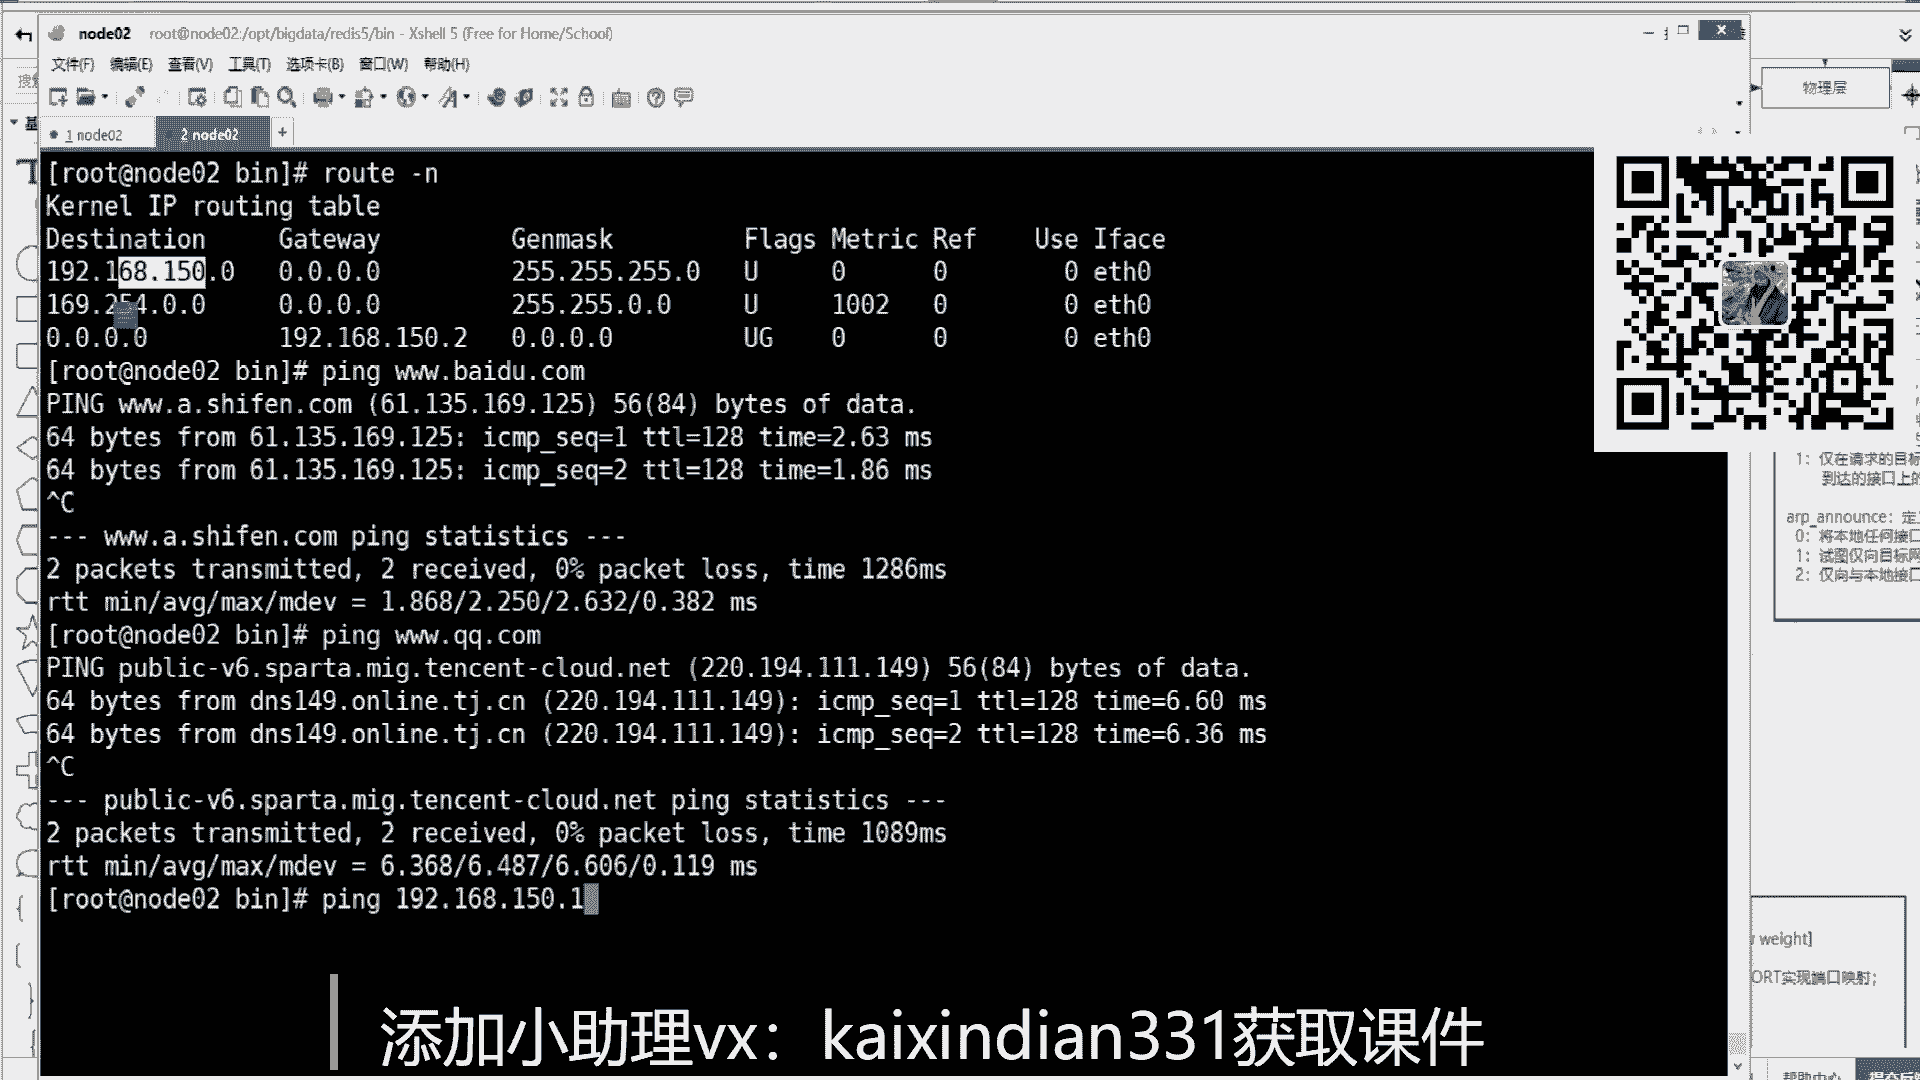 node02 root@node02:/opt/bigdata/redis5/bin - Xshell 5 (Free for Home/School)
文件(F) 编辑(E) 查看(V) 工具(T) 选项卡(B) 窗口(W) 帮助(H)
1 node02 2 node02 +
[root@node02 bin]# route -n
Kernel IP routing table
Destination Gateway Genmask Flags Metric Ref Use Iface
192.168.150.0 0.0.0.0 255.255.255.0 U 0 0 0 eth0
169.254.0.0 0.0.0.0 255.255.0.0 U 1002 0 0 eth0
0.0.0.0 192.168.150.2 0.0.0.0 UG 0 0 0 eth0
[root@node02 bin]# ping www.baidu.com
PING www.a.shifen.com (61.135.169.125) 56(84) bytes of data.
64 bytes from 61.135.169.125: icmp_seq=1 ttl=128 time=2.63 ms
64 bytes from 61.135.169.125: icmp_seq=2 ttl=128 time=1.86 ms
^C
--- www.a.shifen.com ping statistics ---
2 packets transmitted, 2 received, 0% packet loss, time 1286ms
rtt min/avg/max/mdev = 1.868/2.250/2.632/0.382 ms
[root@node02 bin]# ping www.qq.com
PING public-v6.sparta.mig.tencent-cloud.net (220.194.111.149) 56(84) bytes of data.
64 bytes from dns149.online.tj.cn (220.194.111.149): icmp_seq=1 ttl=128 time=6.60 ms
64 bytes from dns149.online.tj.cn (220.194.111.149): icmp_seq=2 ttl=128 time=6.36 ms
^C
--- public-v6.sparta.mig.tencent-cloud.net ping statistics ---
2 packets transmitted, 2 received, 0% packet loss, time 1089ms
rtt min/avg/max/mdev = 6.368/6.487/6.606/0.119 ms
[root@node02 bin]# ping 192.168.150.1
物理层
1：仅在请求的目标
到达的接口上的
arp_announce：定
0：将本地任何接口
1：试图仅向目标网
2：仅向与本地接口
weight]
ORT实现端口映射；
添加小助理vx：kaixindian331获取课件
帮助中心